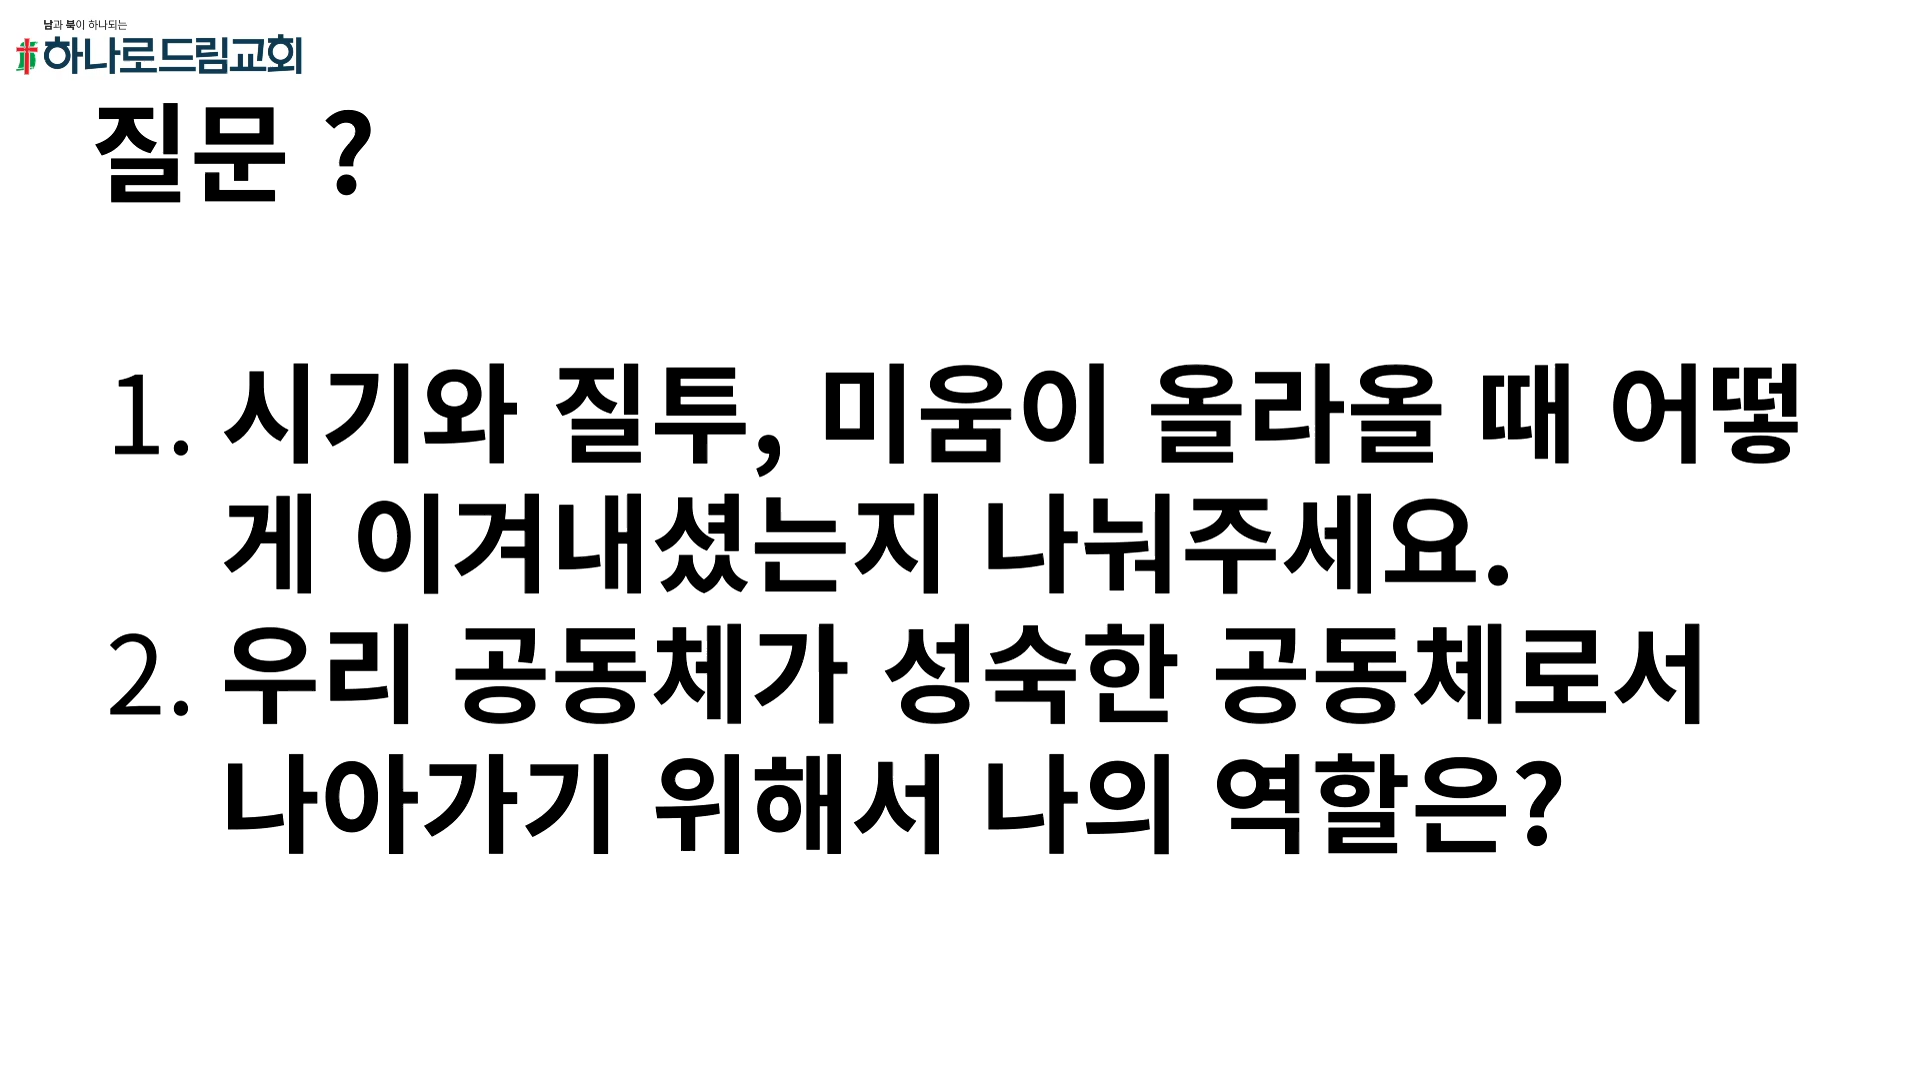 남과 북이 하나되는
하나로드림교회
질문 ?
1. 시기와 질투, 미움이 올라올 때 어떻
게 이겨내셨는지 나눠주세요.
2. 우리 공동체가 성숙한 공동체로서
나아가기 위해서 나의 역할은?